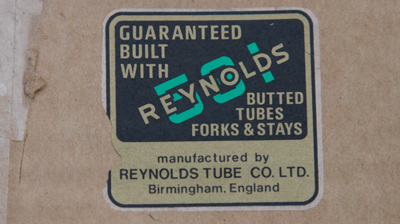 GUARANTEED
BUILT
WITH
531
REYNOLDS
BUTTED
TUBES
FORKS & STAYS
manufactured by
REYNOLDS TUBE CO. LTD.
Birmingham, England